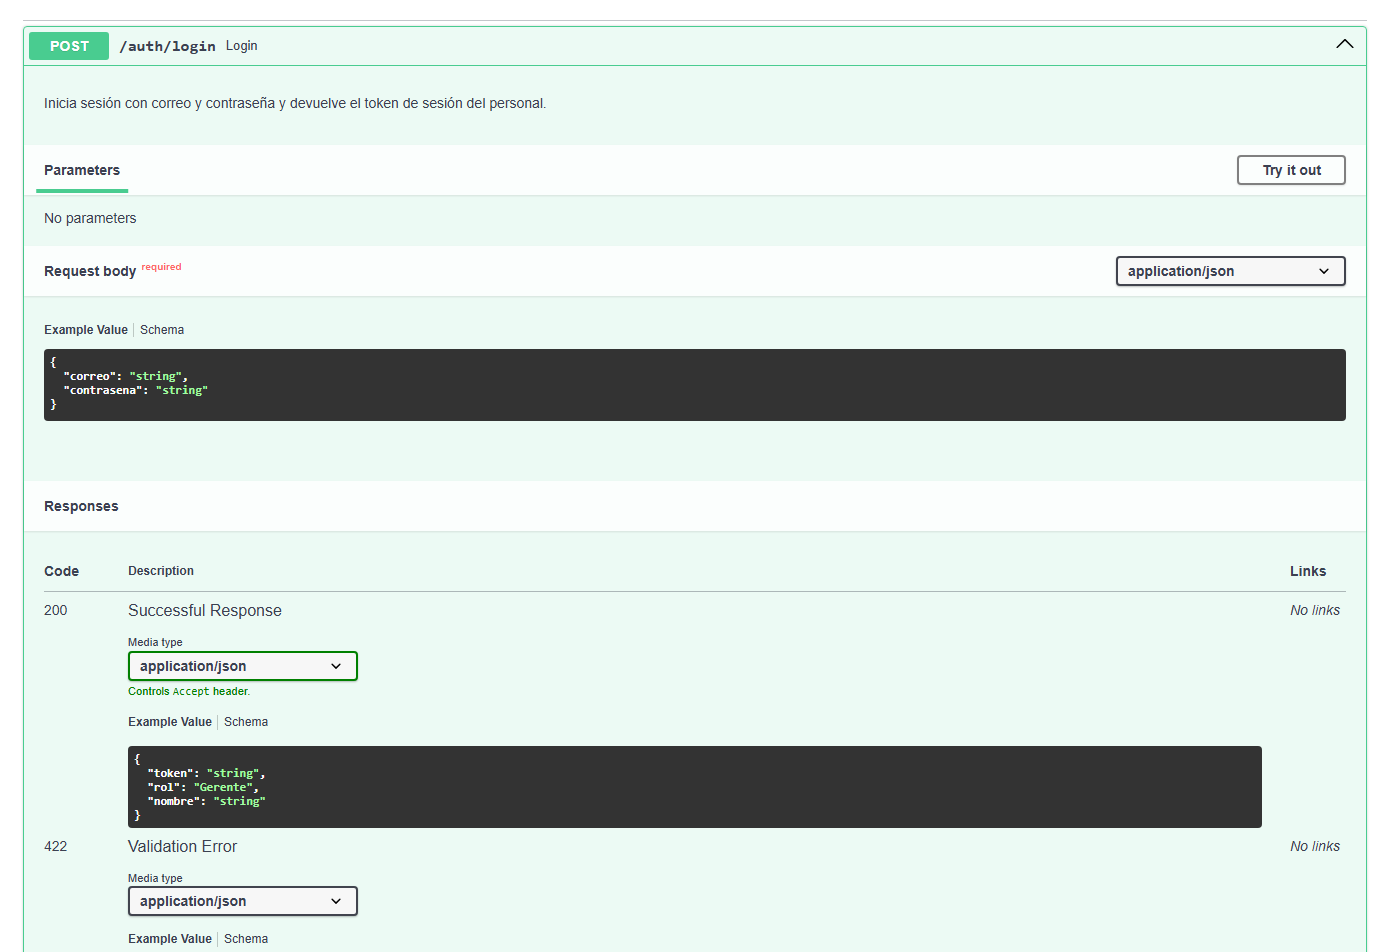 POST /auth/login Login
Inicia sesión con correo y contraseña y devuelve el token de sesión del personal.
Parameters Try it out
No parameters
Request body required application/json
Example Value Schema
{
"correo": "string",
"contrasena": "string"
}
Responses
Code Description Links
200 Successful Response No links
Media type
application/json
Controls Accept header.
Example Value Schema
{
"token": "string",
"rol": "Gerente",
"nombre": "string"
}
422 Validation Error No links
Media type
application/json
Example Value Schema